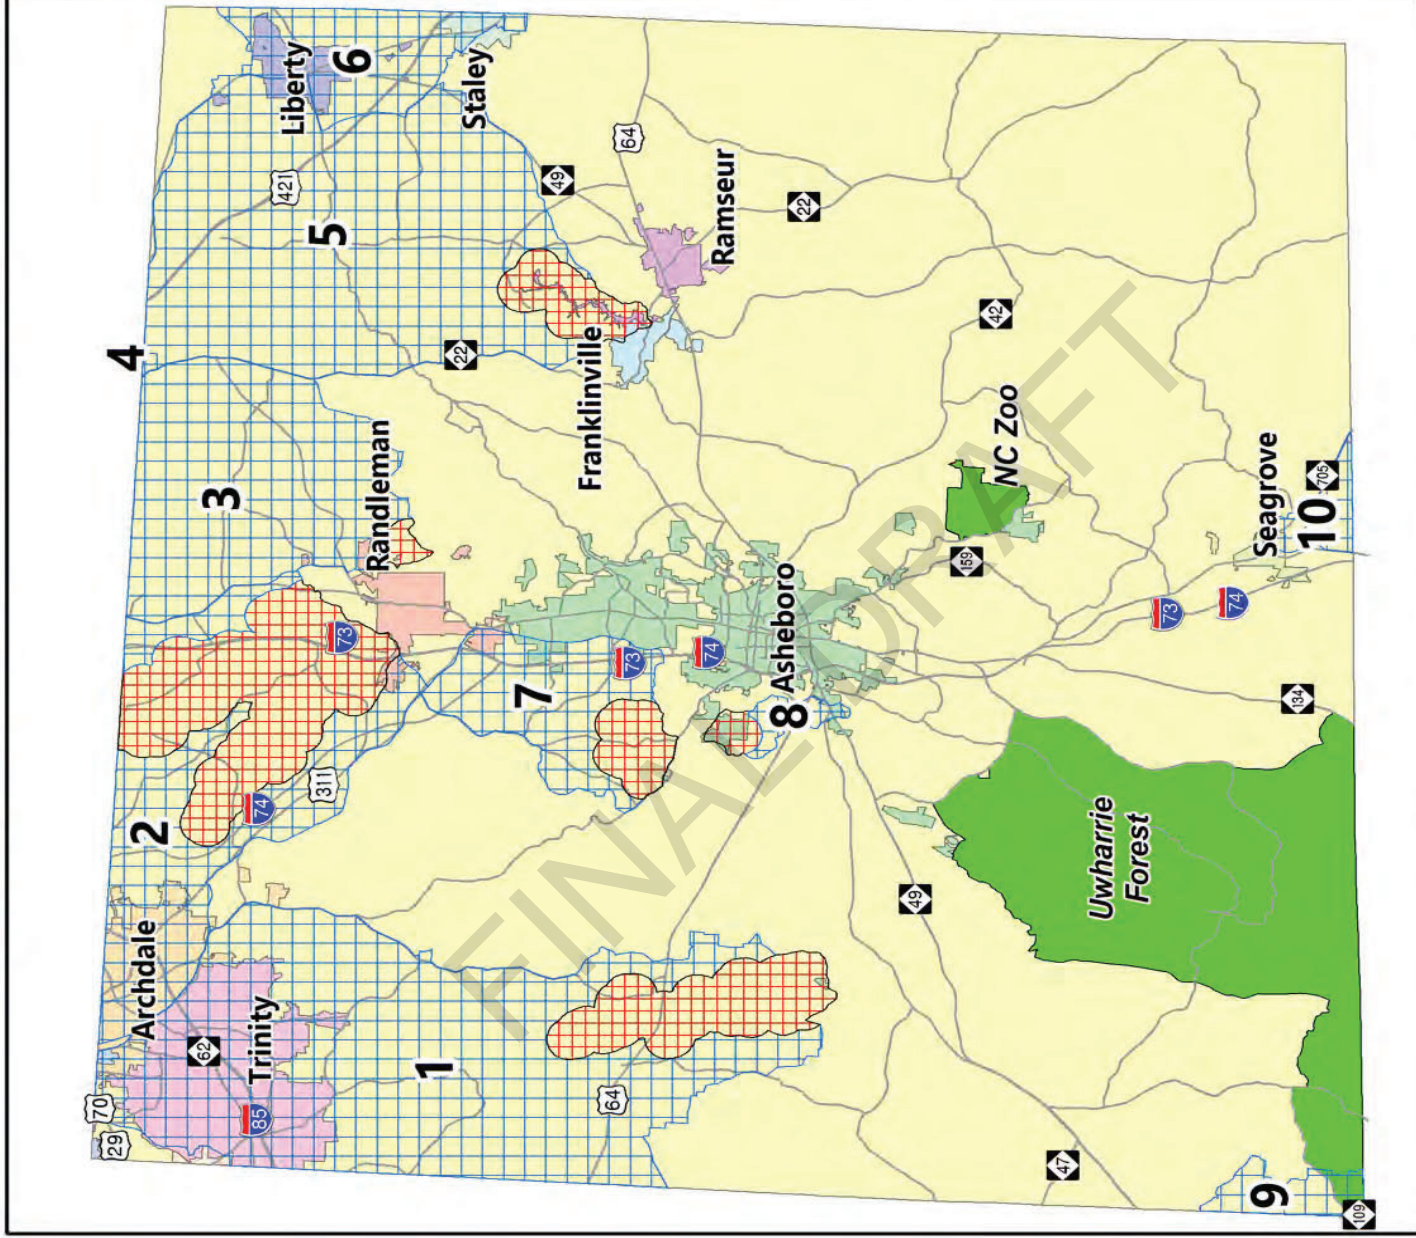 Liberty
6
Staley
421
5
4
22
49
64
Ramseur
22
3
Randleman
Franklinville
2
73
74
311
Archdale
62
Trinity
85
70
29
1
64
7
73
74
8
Asheboro
42
NC Zoo
159
Seagrove
10
705
73
74
134
49
Uwharrie
Forest
47
9
109
FINAL DRAFT